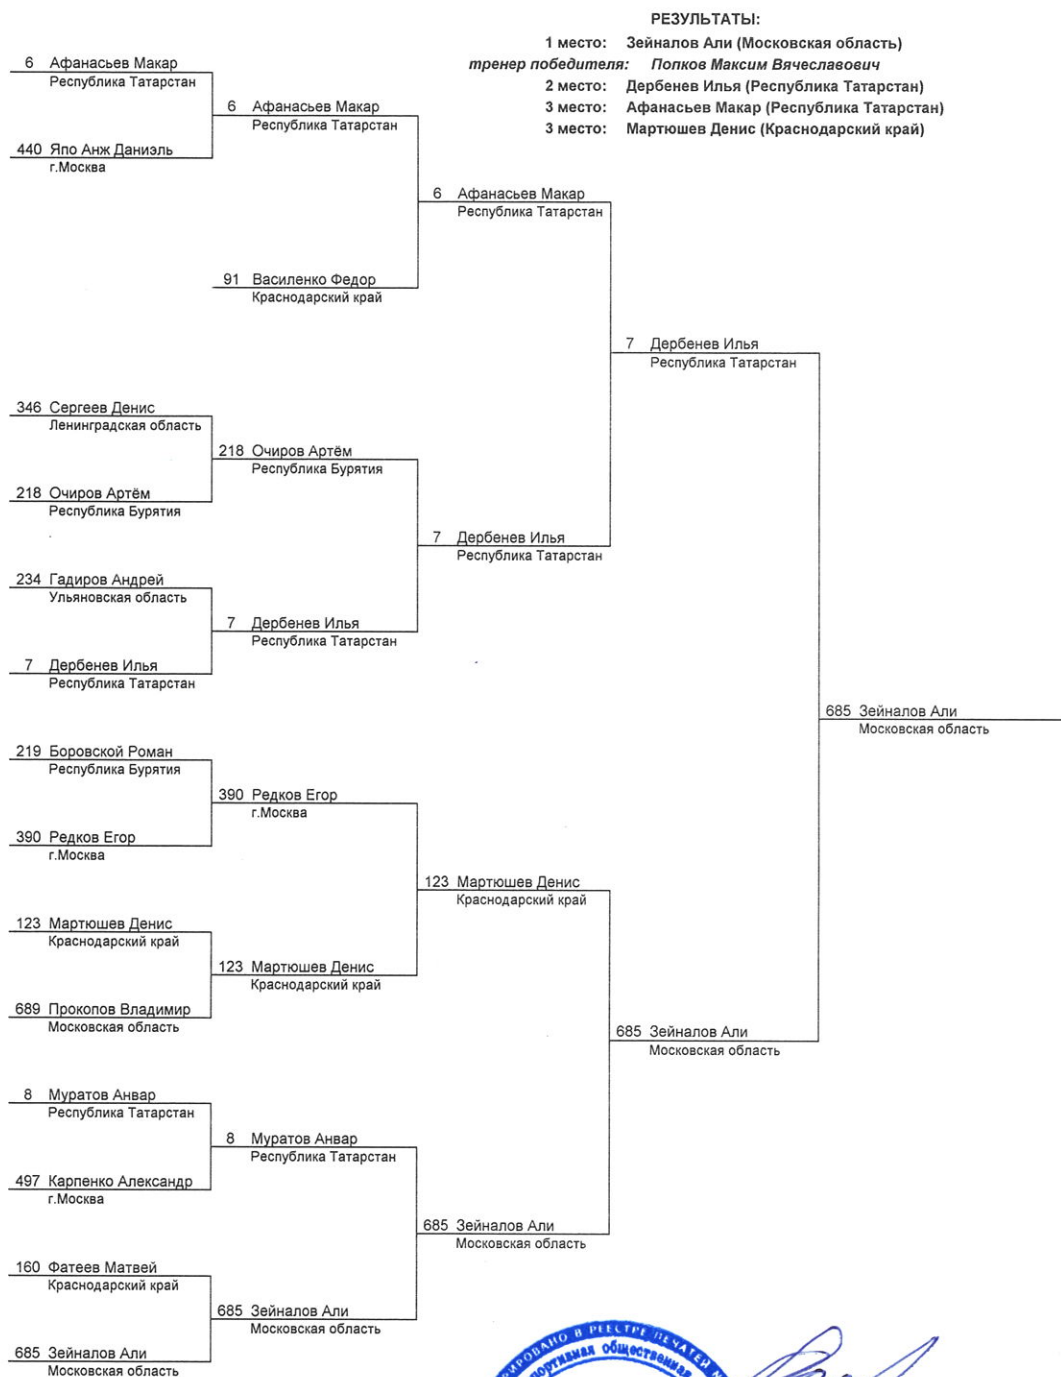 РЕЗУЛЬТАТЫ:
1 место: Зейналов Али (Московская область)
тренер победителя: Попков Максим Вячеславович
2 место: Дербенев Илья (Республика Татарстан)
3 место: Афанасьев Макар (Республика Татарстан)
3 место: Мартюшев Денис (Краснодарский край)
6 Афанасьев Макар
Республика Татарстан
6 Афанасьев Макар
Республика Татарстан
440 Япо Анж Даниэль
г.Москва
6 Афанасьев Макар
Республика Татарстан
91 Василенко Федор
Краснодарский край
7 Дербенев Илья
Республика Татарстан
346 Сергеев Денис
Ленинградская область
218 Очиров Артём
Республика Бурятия
218 Очиров Артём
Республика Бурятия
7 Дербенев Илья
Республика Татарстан
234 Гадиров Андрей
Ульяновская область
7 Дербенев Илья
Республика Татарстан
7 Дербенев Илья
Республика Татарстан
685 Зейналов Али
Московская область
219 Боровской Роман
Республика Бурятия
390 Редков Егор
г.Москва
390 Редков Егор
г.Москва
123 Мартюшев Денис
Краснодарский край
123 Мартюшев Денис
Краснодарский край
123 Мартюшев Денис
Краснодарский край
689 Прокопов Владимир
Московская область
685 Зейналов Али
Московская область
8 Муратов Анвар
Республика Татарстан
8 Муратов Анвар
Республика Татарстан
497 Карпенко Александр
г.Москва
685 Зейналов Али
Московская область
160 Фатеев Матвей
Краснодарский край
685 Зейналов Али
Московская область
685 Зейналов Али
Московская область
В РЕЕСТРЕ ПЕЧАТЕЙ
общественная